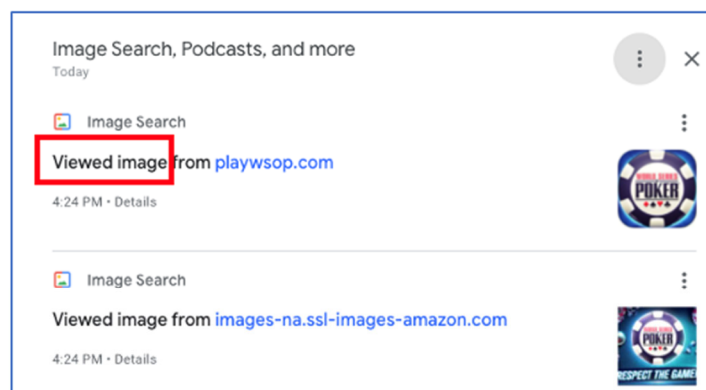 Image Search, Podcasts, and more
Today
Image Search
Viewed image from playwsop.com
4:24 PM • Details
WORLD SERIES
POKER
Image Search
Viewed image from images-na.ssl-images-amazon.com
4:24 PM • Details
WORLD SERIES
POKER
RESPECT THE GAME